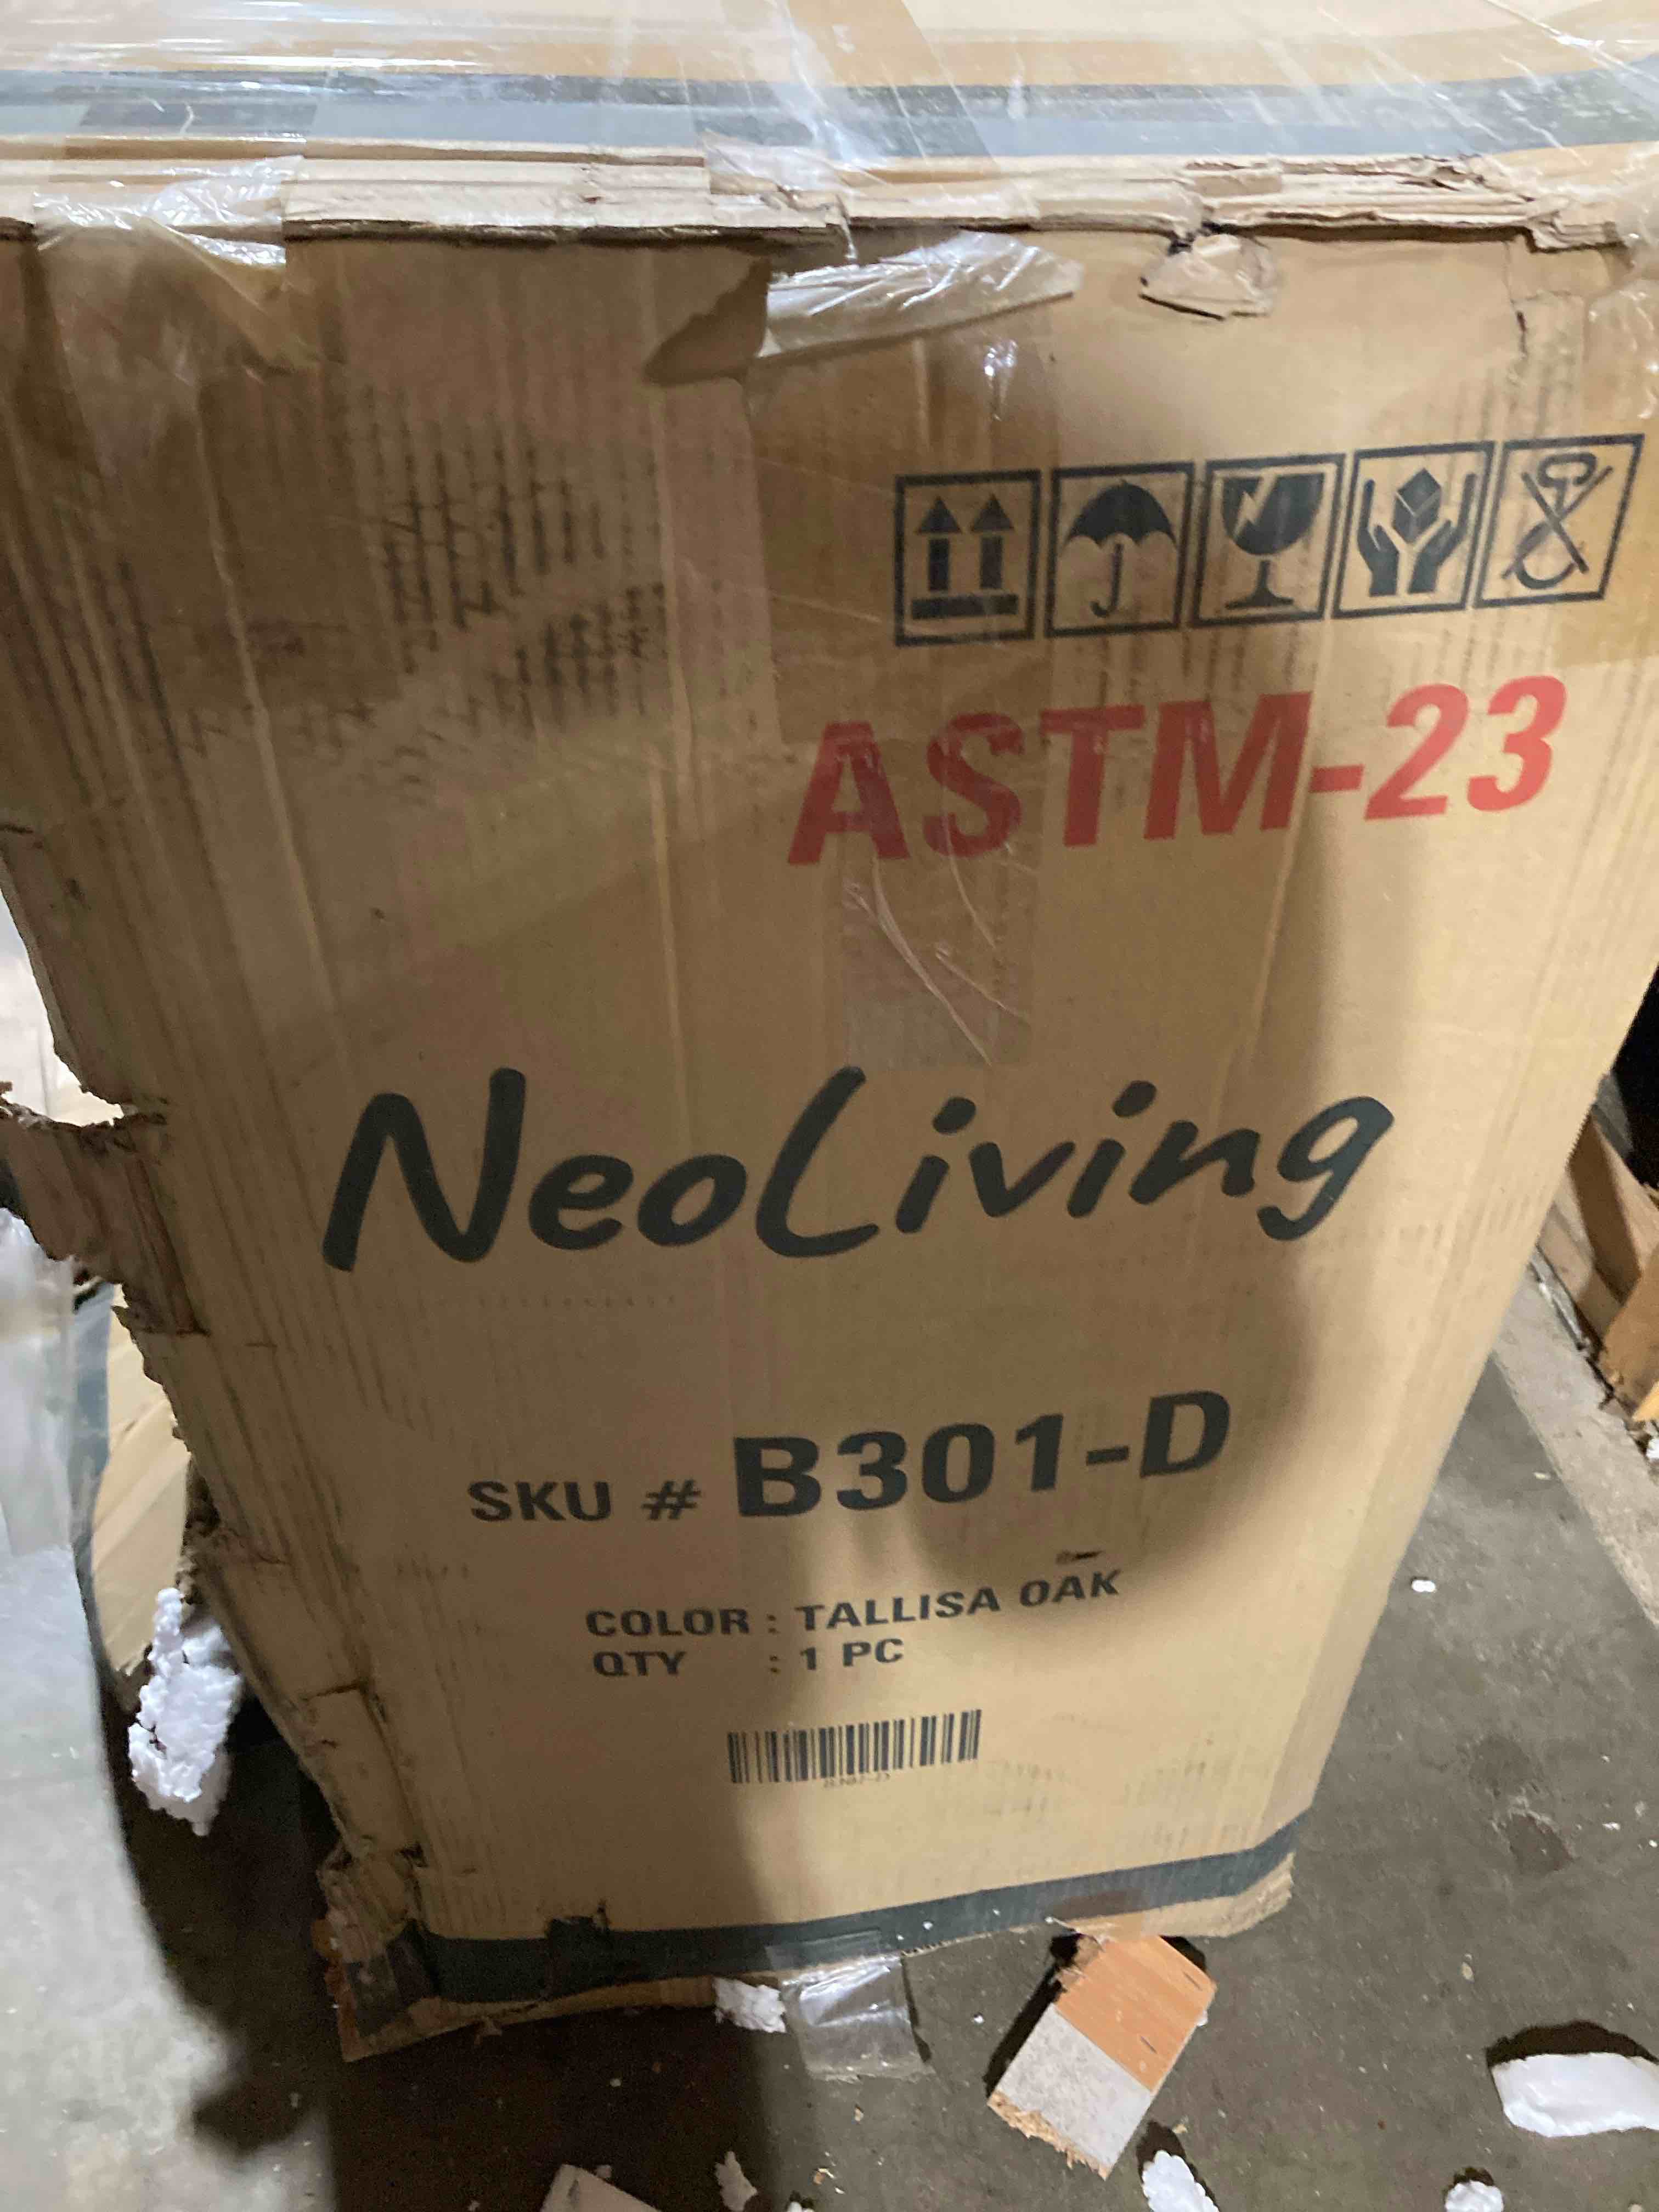 ASTM-23
NeoLiving
SKU # B301-D
COLOR : TALLISA OAK
QTY : 1 PC